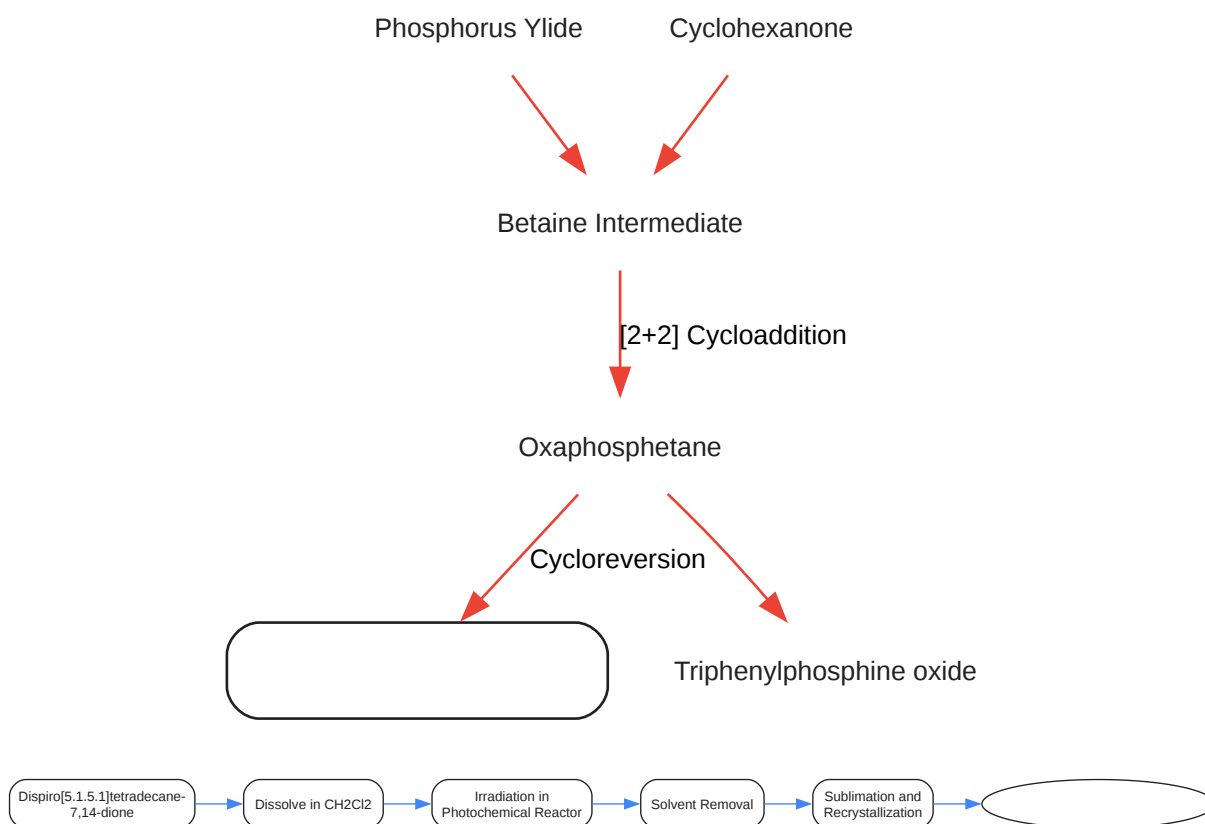 Phosphorus Ylide
Cyclohexanone
Betaine Intermediate
[2+2] Cycloaddition
Oxaphosphetane
Cycloreversion
Triphenylphosphine oxide
Dispiro[5.1.5.1]tetradecane-
7,14-dione
Dissolve in CH2Cl2
Irradiation in
Photochemical Reactor
Solvent Removal
Sublimation and
Recrystallization